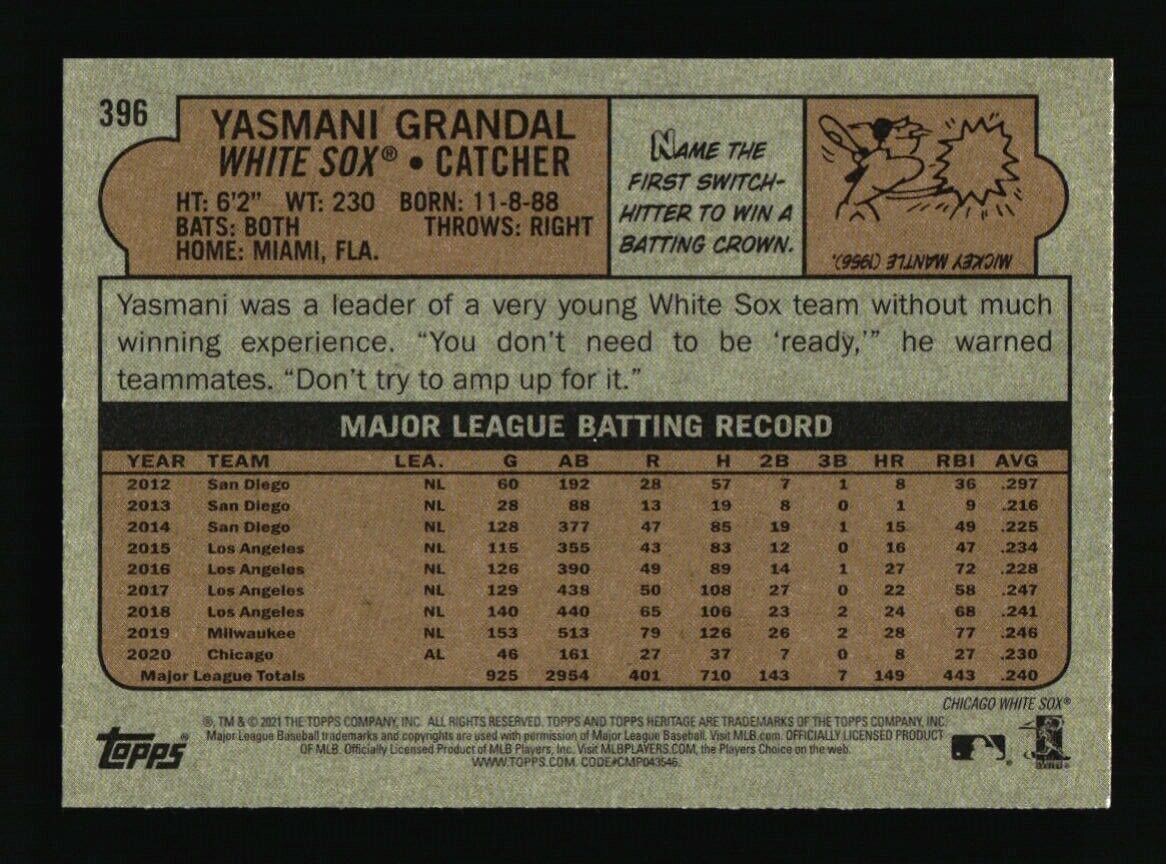 396
YASMANI GRANDAL
WHITE SOX® • CATCHER
HT: 6'2" WT: 230 BORN: 11-8-88
BATS: BOTH THROWS: RIGHT
HOME: MIAMI, FLA.
NAME THE
FIRST SWITCH-
HITTER TO WIN A
BATTING CROWN.
MICKEY MANTLE (1956).
Yasmani was a leader of a very young White Sox team without much
winning experience. “You don’t need to be ‘ready,’” he warned
teammates. “Don’t try to amp up for it.”
MAJOR LEAGUE BATTING RECORD
YEAR TEAM LEA. G AB R H 2B 3B HR RBI AVG
2012 San Diego NL 60 192 28 57 7 1 8 36 .297
2013 San Diego NL 28 88 13 19 8 0 1 9 .216
2014 San Diego NL 128 377 47 85 19 1 15 49 .225
2015 Los Angeles NL 115 355 43 83 12 0 16 47 .234
2016 Los Angeles NL 126 390 49 89 14 1 27 72 .228
2017 Los Angeles NL 129 438 50 108 27 0 22 58 .247
2018 Los Angeles NL 140 440 65 106 23 2 24 68 .241
2019 Milwaukee NL 153 513 79 126 26 2 28 77 .246
2020 Chicago AL 46 161 27 37 7 0 8 27 .230
Major League Totals 925 2954 401 710 143 7 149 443 .240
CHICAGO WHITE SOX®
Topps®
®, TM & © 2021 THE TOPPS COMPANY, INC. ALL RIGHTS RESERVED. TOPPS AND TOPPS HERITAGE ARE TRADEMARKS OF THE TOPPS COMPANY, INC.
Major League Baseball trademarks and copyrights are used with permission of Major League Baseball. Visit MLB.com. OFFICIALLY LICENSED PRODUCT
OF MLB. Officially Licensed Product of MLB Players, Inc. Visit MLBPLAYERS.COM, the Players Choice on the web.
WWW.TOPPS.COM. CODE#CMP043546.